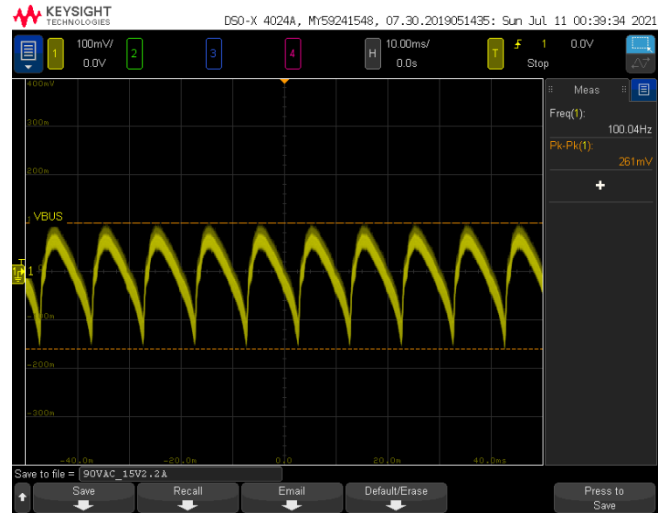 KEYSIGHT
TECHNOLOGIES
DSO-X 4024A, MY59241548, 07.30.2019051435: Sun Jul 11 00:39:34 2021
1 100mV/ 2 3 4 H 10.00ms/ T 1 0.0V
0.0V 0.0s Stop
400mV
300m
200m
VBUS
1
-100m
-200m
-300m
-40.0m -20.0m 0.0 20.0m 40.0ms
Meas
Freq(1):
100.04Hz
Pk-Pk(1):
261mV
Save to file = 90VAC_15V2.2A
Save Recall Email Default/Erase Press to
Save